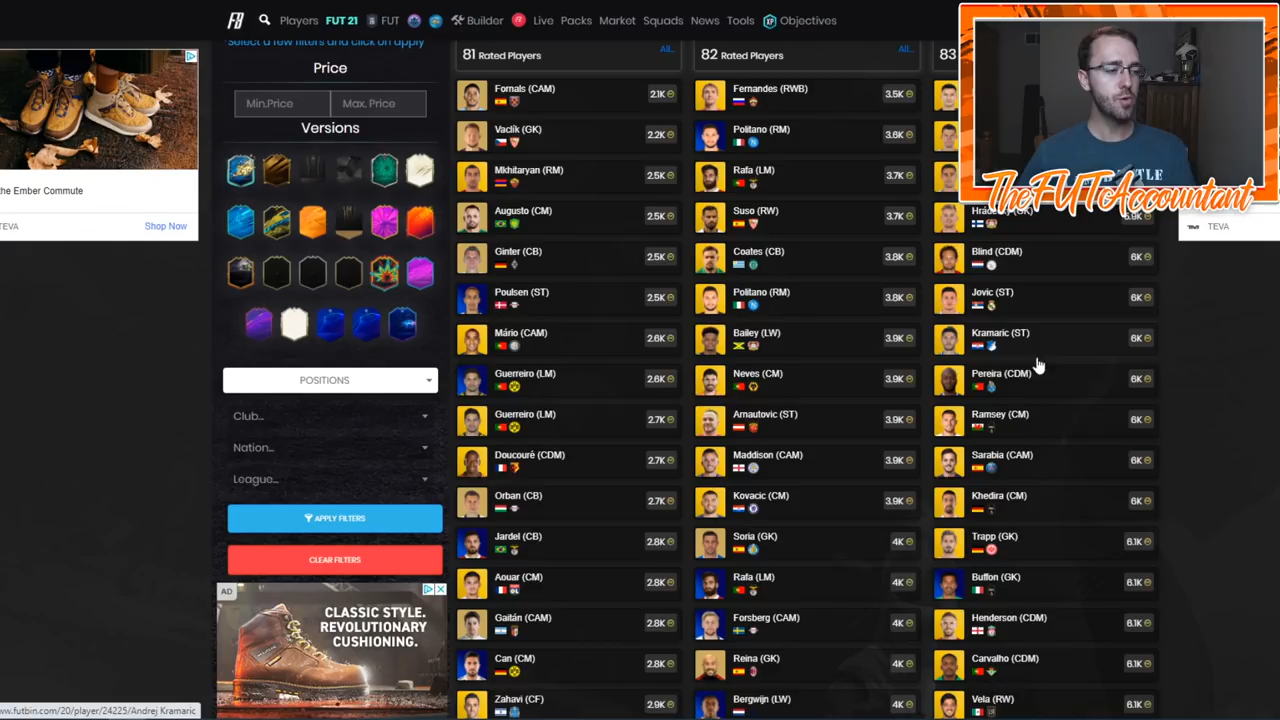 Players FUT 21 FUT Builder Live Packs Market Squads News Tools Objectives
Select a few filters and click on apply
Price
Min.Price Max. Price
Versions
POSITIONS
Club...
Nation...
League...
APPLY FILTERS
CLEAR FILTERS
AD
CLASSIC STYLE.
REVOLUTIONARY
CUSHIONING.
the Ember Commute
TEVA Shop Now
81 Rated Players All..
Fornals (CAM) 2.1K
Vaclík (GK) 2.2K
Mkhitaryan (RM) 2.5K
Augusto (CM) 2.5K
Ginter (CB) 2.5K
Poulsen (ST) 2.5K
Mário (CAM) 2.6K
Guerreiro (LM) 2.6K
Guerreiro (LM) 2.7K
Doucouré (CDM) 2.7K
Orban (CB) 2.7K
Jardel (CB) 2.8K
Aouar (CM) 2.8K
Gaitán (CAM) 2.8K
Can (CM) 2.8K
Zahavi (CF) 2.9K
82 Rated Players All..
Fernandes (RWB) 3.5K
Politano (RM) 3.6K
Rafa (LM) 3.7K
Suso (RW) 3.7K
Coates (CB) 3.8K
Politano (RM) 3.8K
Bailey (LW) 3.9K
Neves (CM) 3.9K
Arnautovic (ST) 3.9K
Maddison (CAM) 3.9K
Kovacic (CM) 3.9K
Soria (GK) 4K
Rafa (LM) 4K
Forsberg (CAM) 4K
Reina (GK) 4K
Bergwijn (LW) 4K
83
Blind (CDM) 6K
Jovic (ST) 6K
Kramaric (ST) 6K
Pereira (CDM) 6K
Ramsey (CM) 6K
Sarabia (CAM) 6K
Khedira (CM) 6K
Trapp (GK) 6.1K
Buffon (GK) 6.1K
Henderson (CDM) 6.1K
Carvalho (CDM) 6.1K
Vela (RW) 6.1K
TheFUTAccountant
TEVA
ww.futbin.com/20/player/24225/Andrej Kramaric